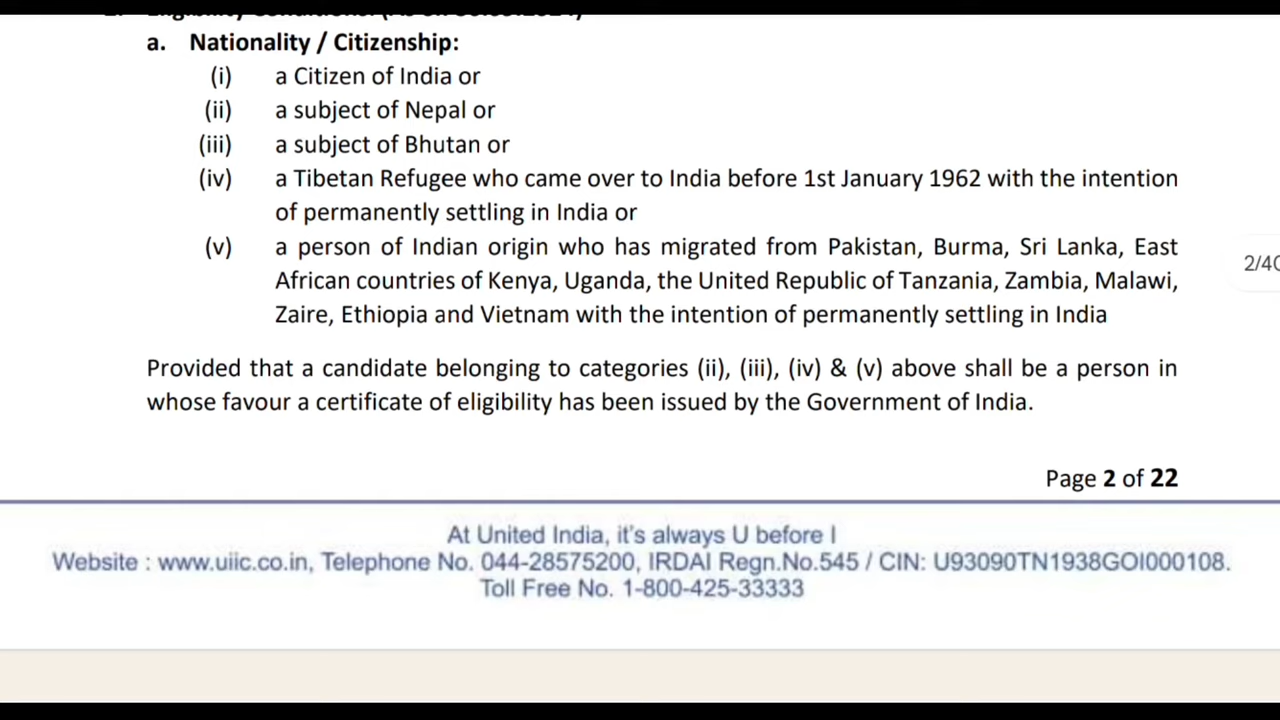 a. Nationality / Citizenship:
(i) a Citizen of India or
(ii) a subject of Nepal or
(iii) a subject of Bhutan or
(iv) a Tibetan Refugee who came over to India before 1st January 1962 with the intention
of permanently settling in India or
(v) a person of Indian origin who has migrated from Pakistan, Burma, Sri Lanka, East
African countries of Kenya, Uganda, the United Republic of Tanzania, Zambia, Malawi,
Zaire, Ethiopia and Vietnam with the intention of permanently settling in India
2/40
Provided that a candidate belonging to categories (ii), (iii), (iv) & (v) above shall be a person in
whose favour a certificate of eligibility has been issued by the Government of India.
Page 2 of 22
At United India, it's always U before I
Website : www.uiic.co.in, Telephone No. 044-28575200, IRDAI Regn.No.545 / CIN: U93090TN1938GOI000108.
Toll Free No. 1-800-425-33333